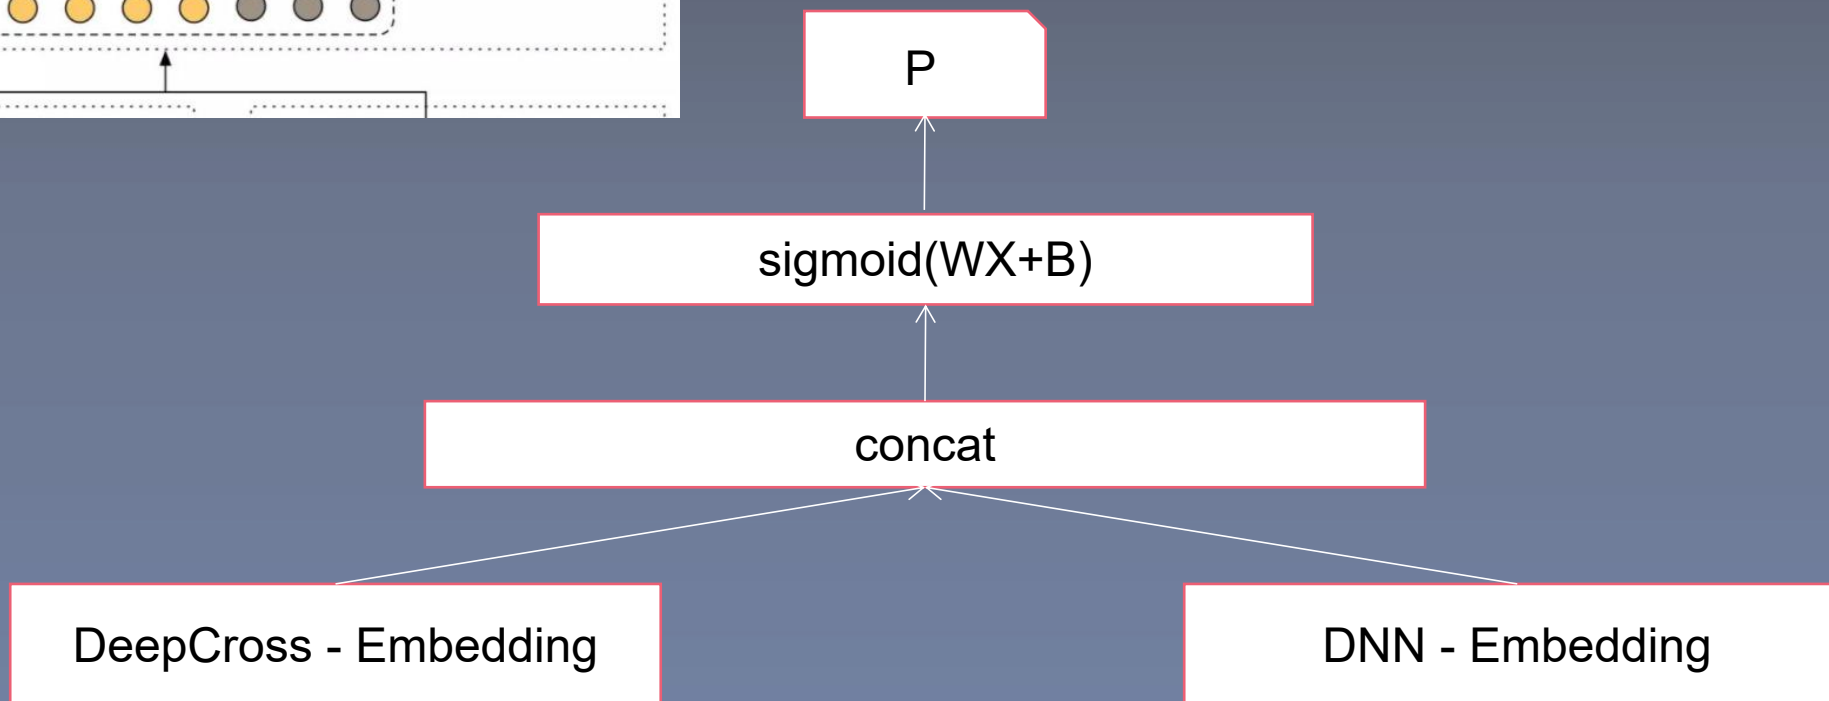 P
sigmoid(WX+B)
concat
DeepCross - Embedding
DNN - Embedding